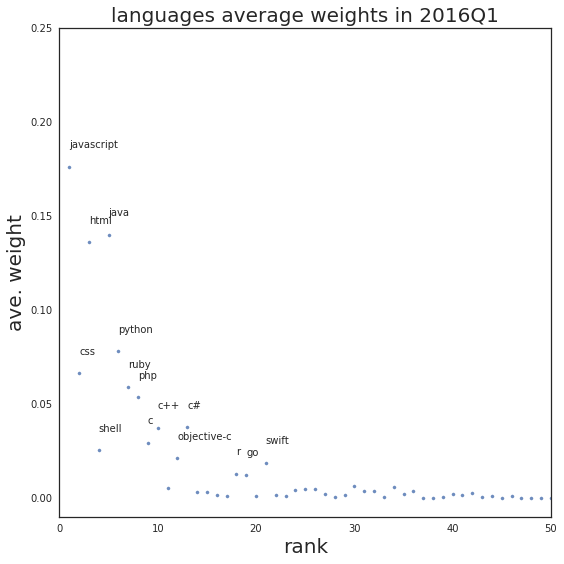 languages average weights in 2016Q1
0.25
0.20
0.15
0.10
0.05
0.00
ave. weight
javascript
java
html
python
css
ruby
php
c++
c#
c
shell
objective-c
swift
r
go
0
10
20
30
40
50
rank